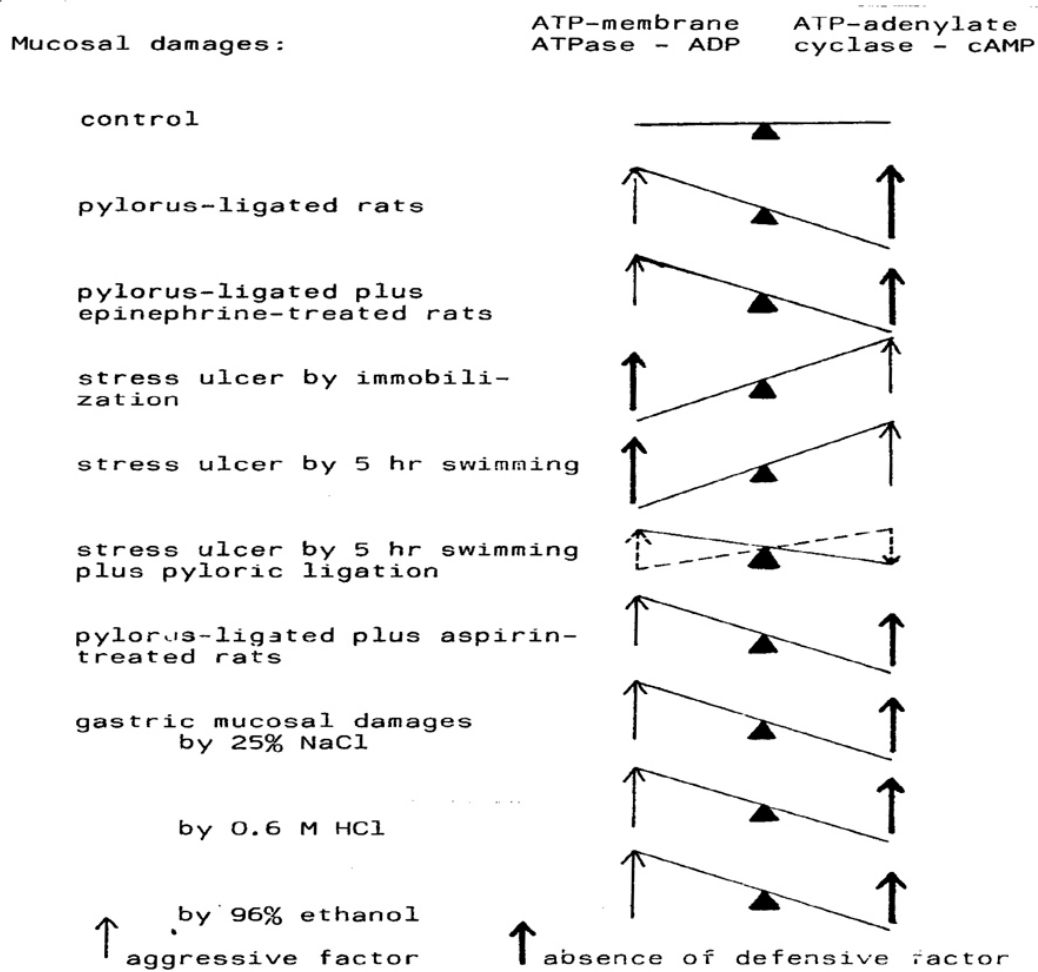 ATP-membrane ATP-adenylate
Mucosal damages: ATPase - ADP cyclase - cAMP
control
pylorus-ligated rats
pylorus-ligated plus
epinephrine-treated rats
stress ulcer by immobili-
zation
stress ulcer by 5 hr swimming
stress ulcer by 5 hr swimming
plus pyloric ligation
pylorus-ligated plus aspirin-
treated rats
gastric mucosal damages
by 25% NaCl
by 0.6 M HCl
by 96% ethanol
aggressive factor absence of defensive factor